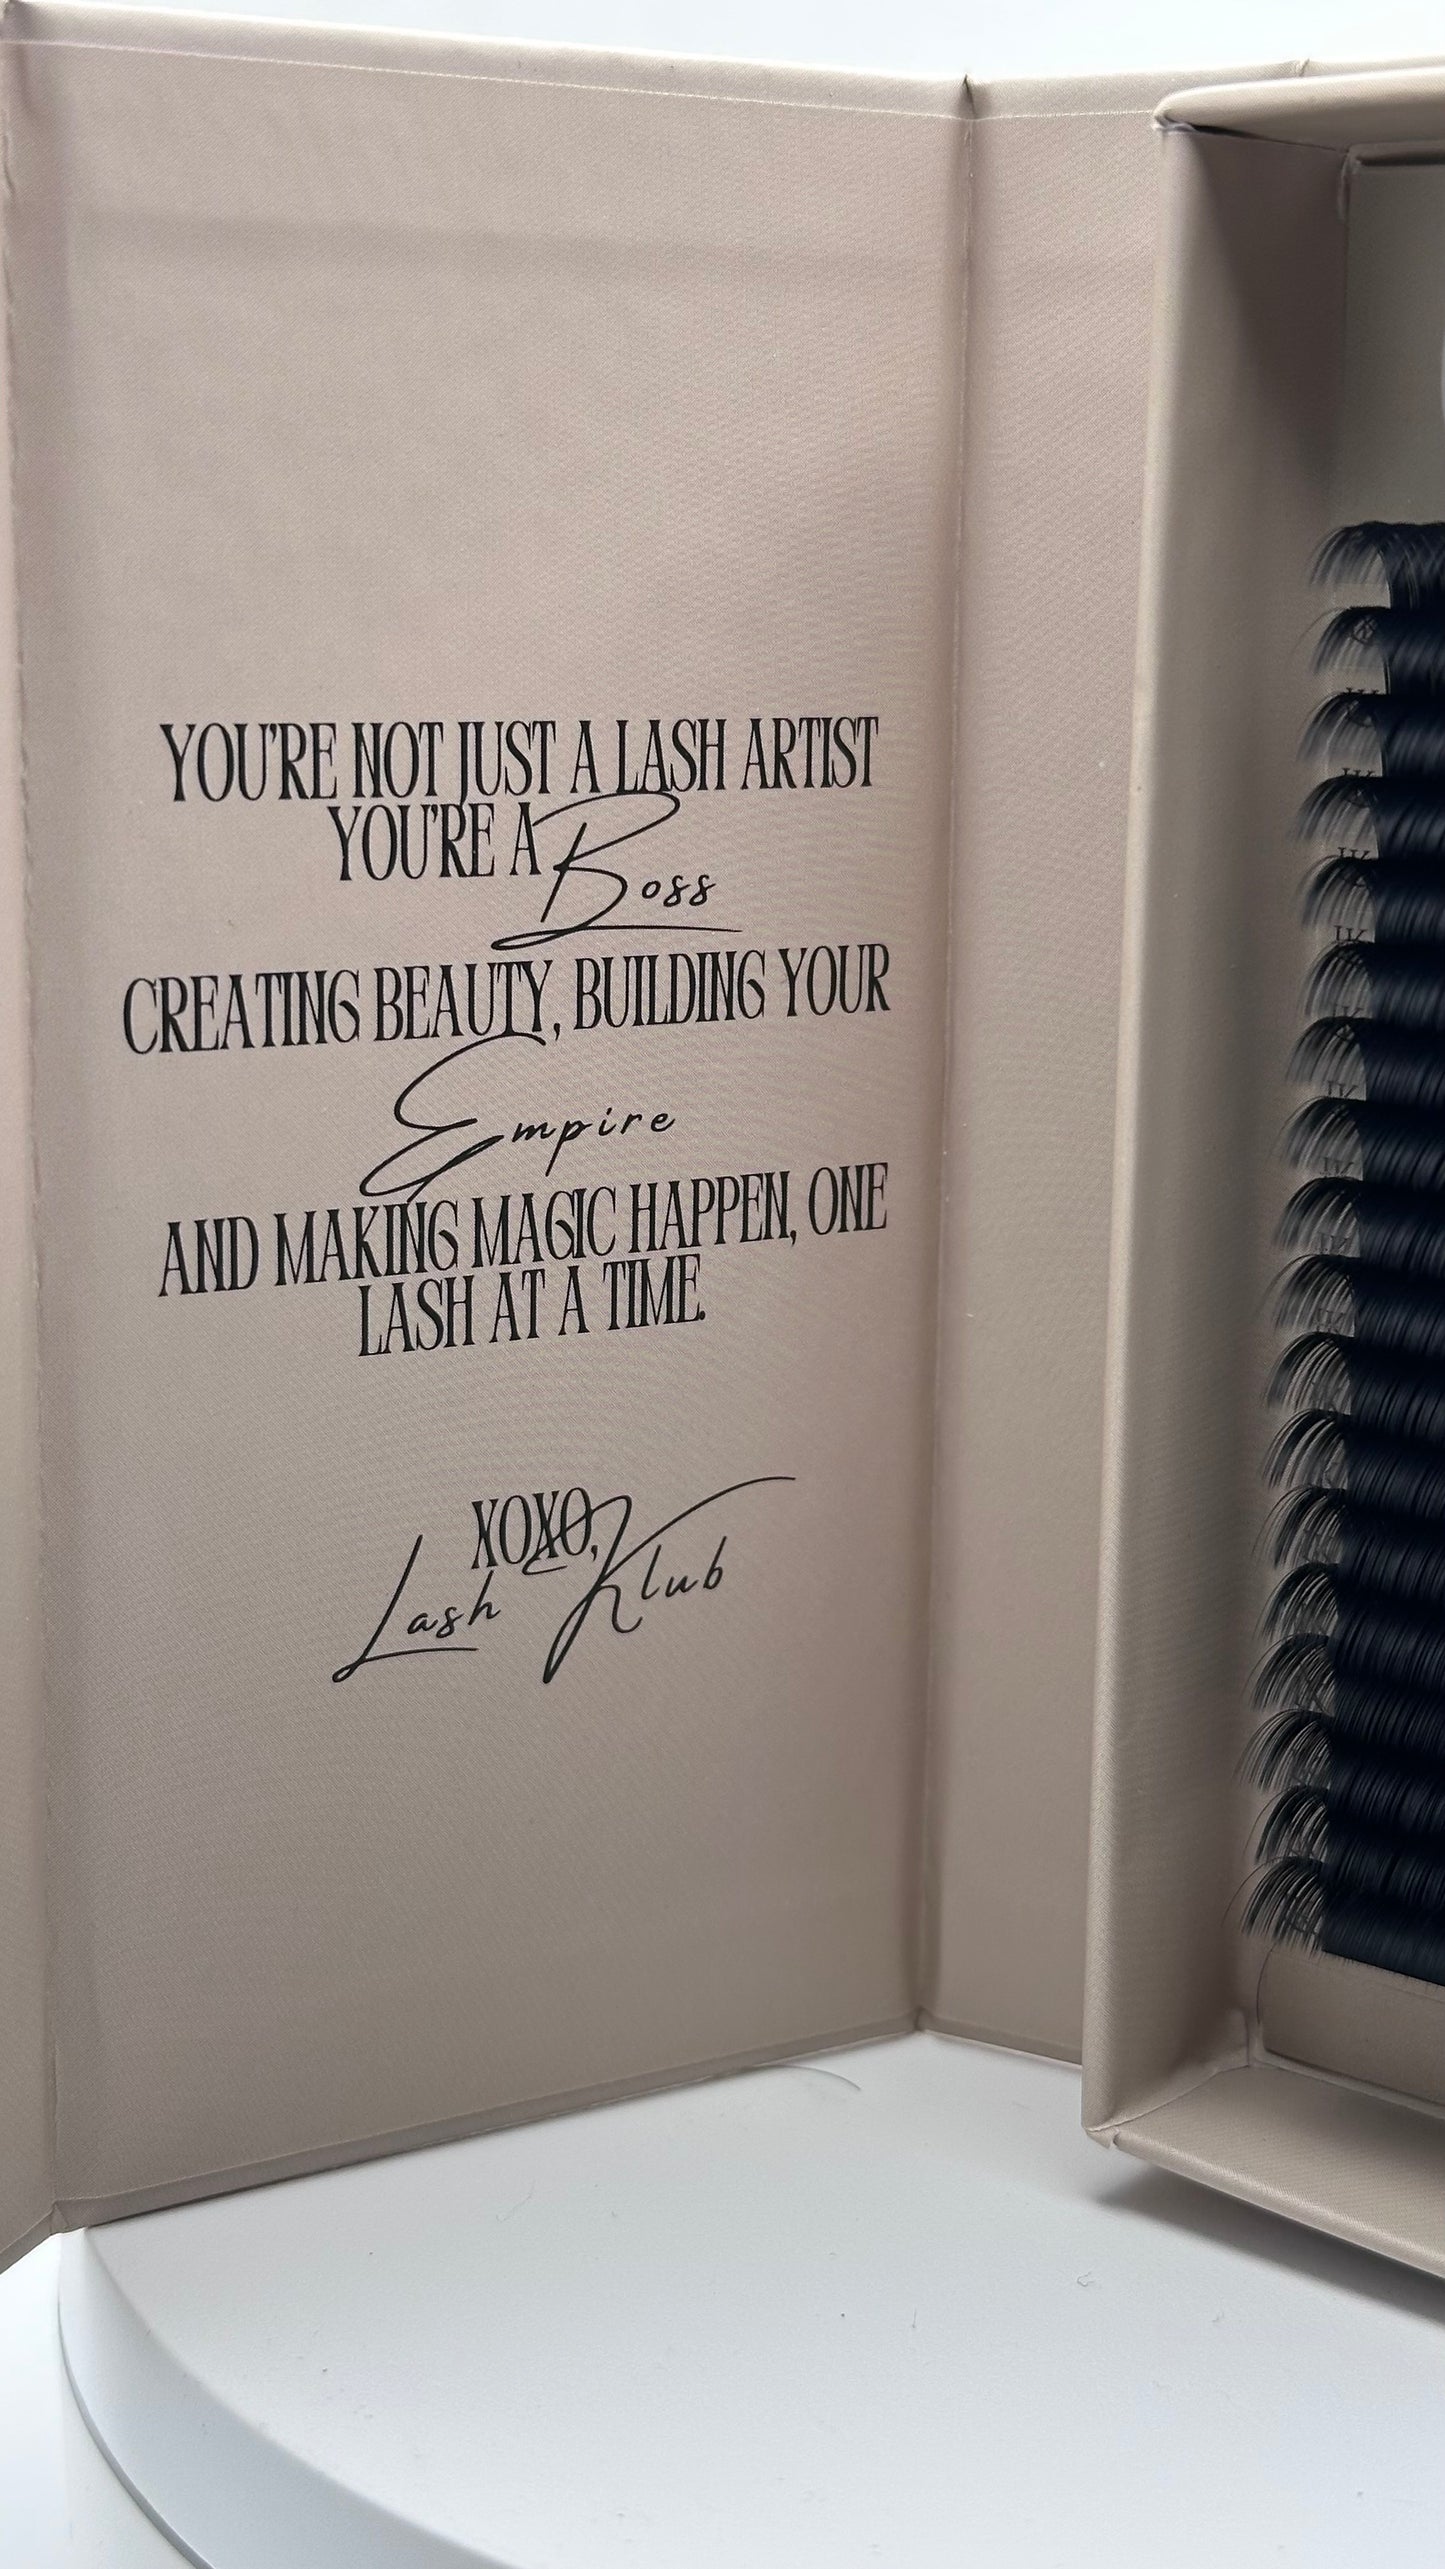 YOU'RE NOT JUST A LASH ARTIST
YOU'RE A Boss
CREATING BEAUTY, BUILDING YOUR
Empire
AND MAKING MAGIC HAPPEN, ONE
LASH AT A TIME.
XOXO,
Lash Klub